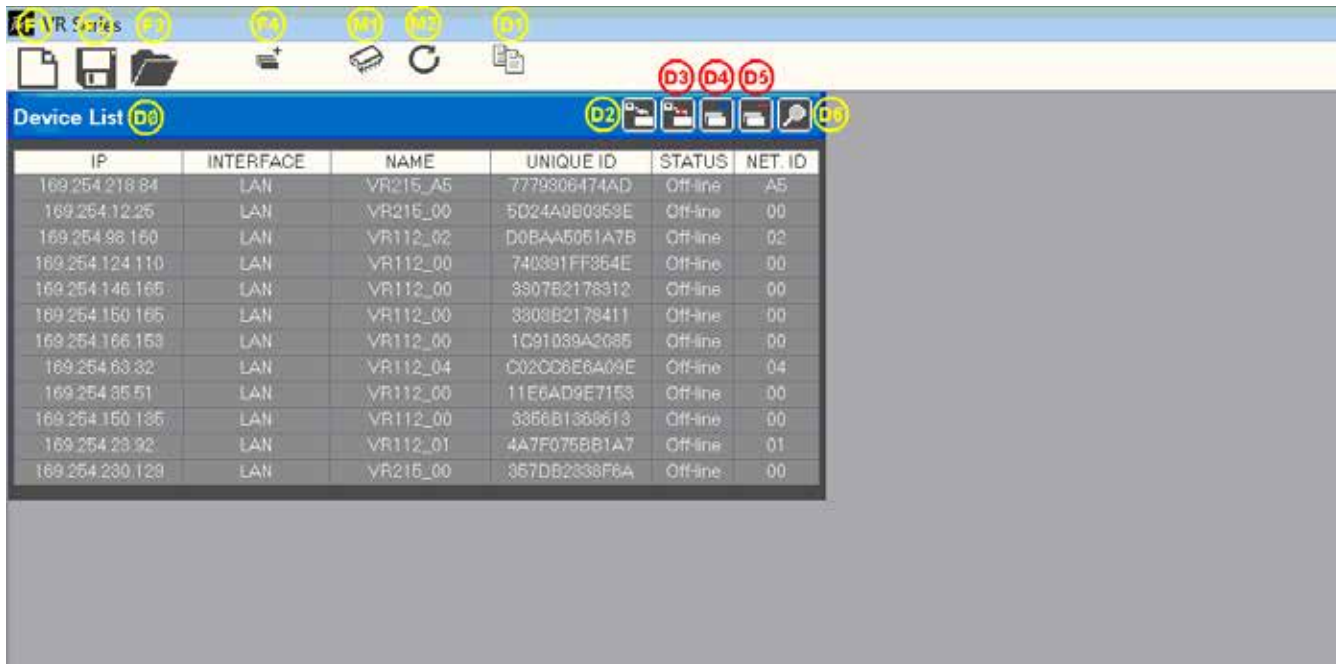 VR Series
F3 F4 M1 M2 D1
D3 D4 D5
Device List D0 D2 D6
IP INTERFACE NAME UNIQUE ID STATUS NET. ID
169.254.218.84 LAN VR215_A5 7779306474AD Off-line A5
169.254.12.25 LAN VR215_00 5D24A9B0353E Off-line 00
169.254.98.160 LAN VR112_02 D0BAA5051A7B Off-line 02
169.254.124.110 LAN VR112_00 740391FF354E Off-line 00
169.254.146.165 LAN VR112_00 3307B2178312 Off-line 00
169.254.150.165 LAN VR112_00 3303B2178411 Off-line 00
169.254.166.153 LAN VR112_00 1C91039A2085 Off-line 00
169.254.63.32 LAN VR112_04 C02CC6E6A09E Off-line 04
169.254.35.51 LAN VR112_00 11E6AD9E7153 Off-line 00
169.254.150.135 LAN VR112_00 3356B1368613 Off-line 00
169.254.23.92 LAN VR112_01 4A7F075BB1A7 Off-line 01
169.254.230.129 LAN VR215_00 357DB2338F6A Off-line 00